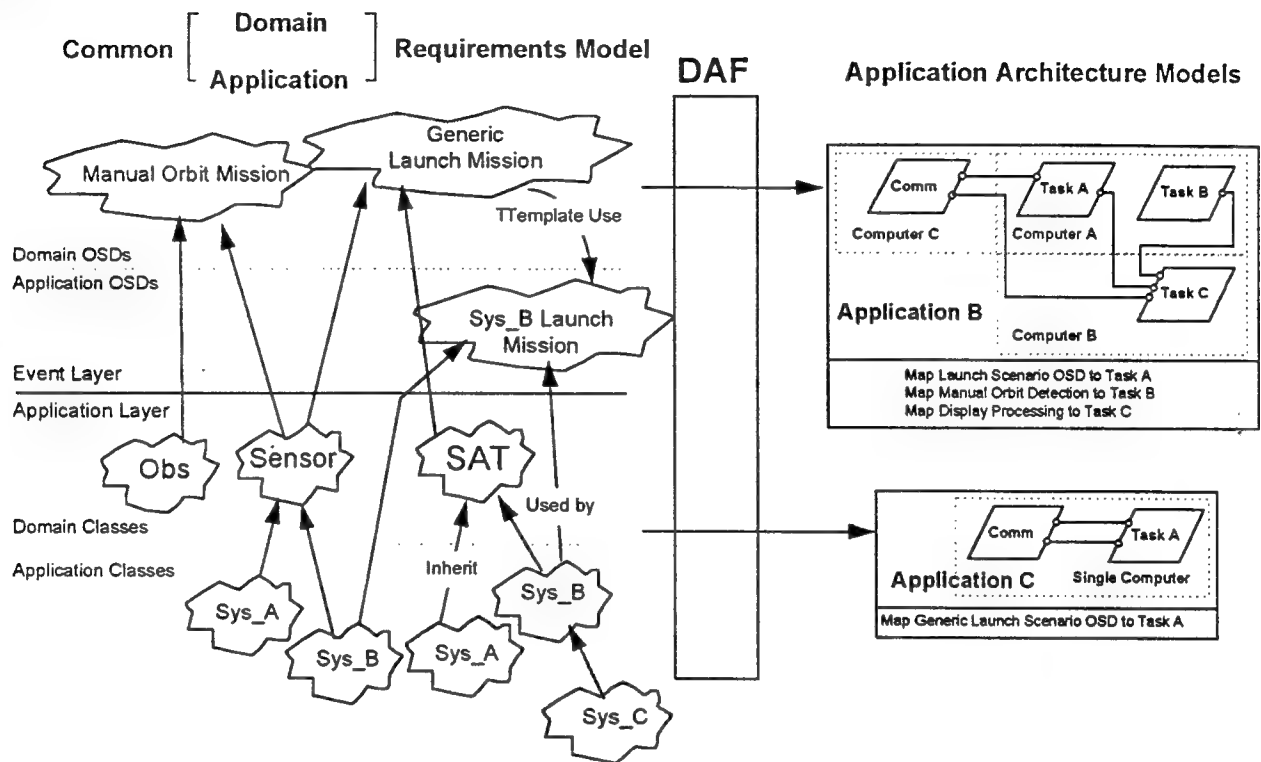 Common [ Domain Application ] Requirements Model
DAF
Application Architecture Models
Manual Orbit Mission
Generic
Launch Mission
TTemplate Use
Domain OSDs
Application OSDs
Sys_B Launch
Mission
Event Layer
Application Layer
Obs
Sensor
SAT
Used by
Domain Classes
Application Classes
Inherit
Sys_A
Sys_B
Sys_A
Sys_B
Sys_C
Comm
Task A
Task B
Computer C
Computer A
Task C
Application B
Computer B
Map Launch Scenario OSD to Task A
Map Manual Orbit Detection to Task B
Map Display Processing to Task C
Comm
Task A
Application C
Single Computer
Map Generic Launch Scenario OSD to Task A